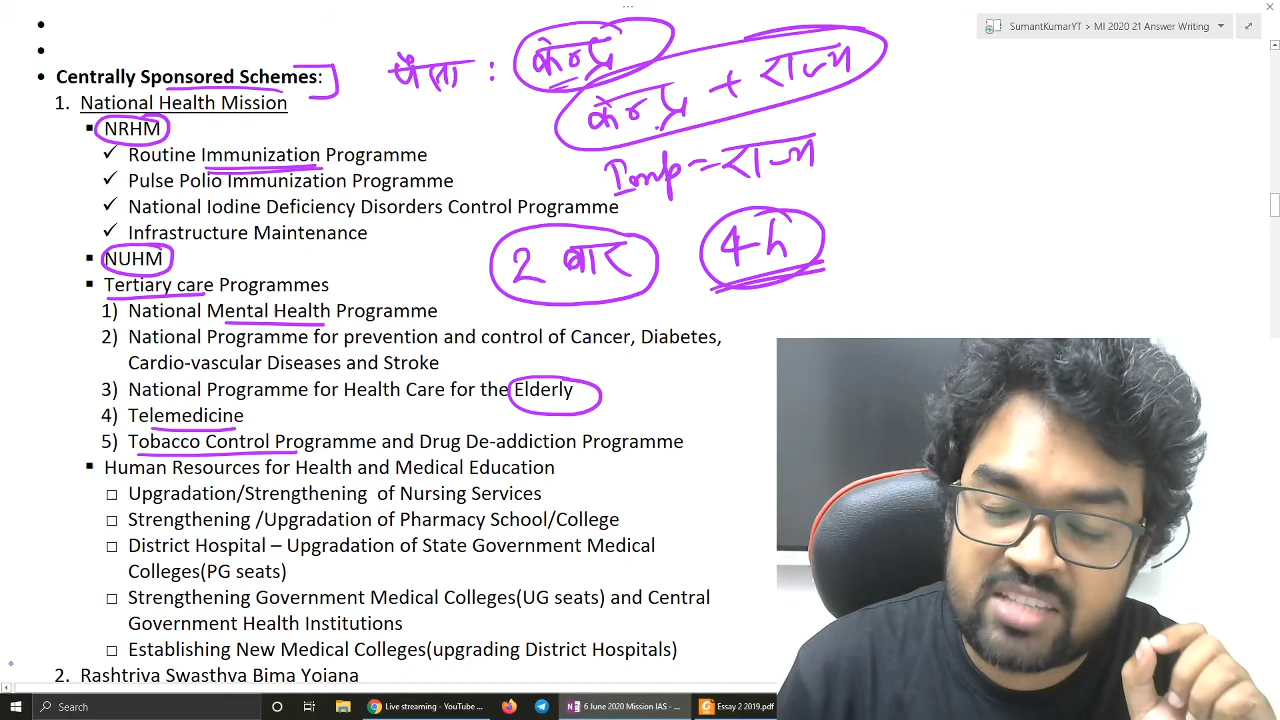 SumantKumarYT > MI 2020 21 Answer Writing
पैसा : केन्द्र
केन्द्र + राज्य
Imp = राज्य
2 बार
4 h
Centrally Sponsored Schemes:
1. National Health Mission
NRHM
✓ Routine Immunization Programme
✓ Pulse Polio Immunization Programme
✓ National Iodine Deficiency Disorders Control Programme
✓ Infrastructure Maintenance
NUHM
Tertiary care Programmes
1) National Mental Health Programme
2) National Programme for prevention and control of Cancer, Diabetes,
Cardio-vascular Diseases and Stroke
3) National Programme for Health Care for the Elderly
4) Telemedicine
5) Tobacco Control Programme and Drug De-addiction Programme
Human Resources for Health and Medical Education
Upgradation/Strengthening of Nursing Services
Strengthening /Upgradation of Pharmacy School/College
District Hospital – Upgradation of State Government Medical
Colleges(PG seats)
Strengthening Government Medical Colleges(UG seats) and Central
Government Health Institutions
Establishing New Medical Colleges(upgrading District Hospitals)
2. Rashtriya Swasthya Bima Yojana
Search
Live streaming - YouTube ...
6 June 2020 Mission IAS - ...
Essay 2 2019.pdf